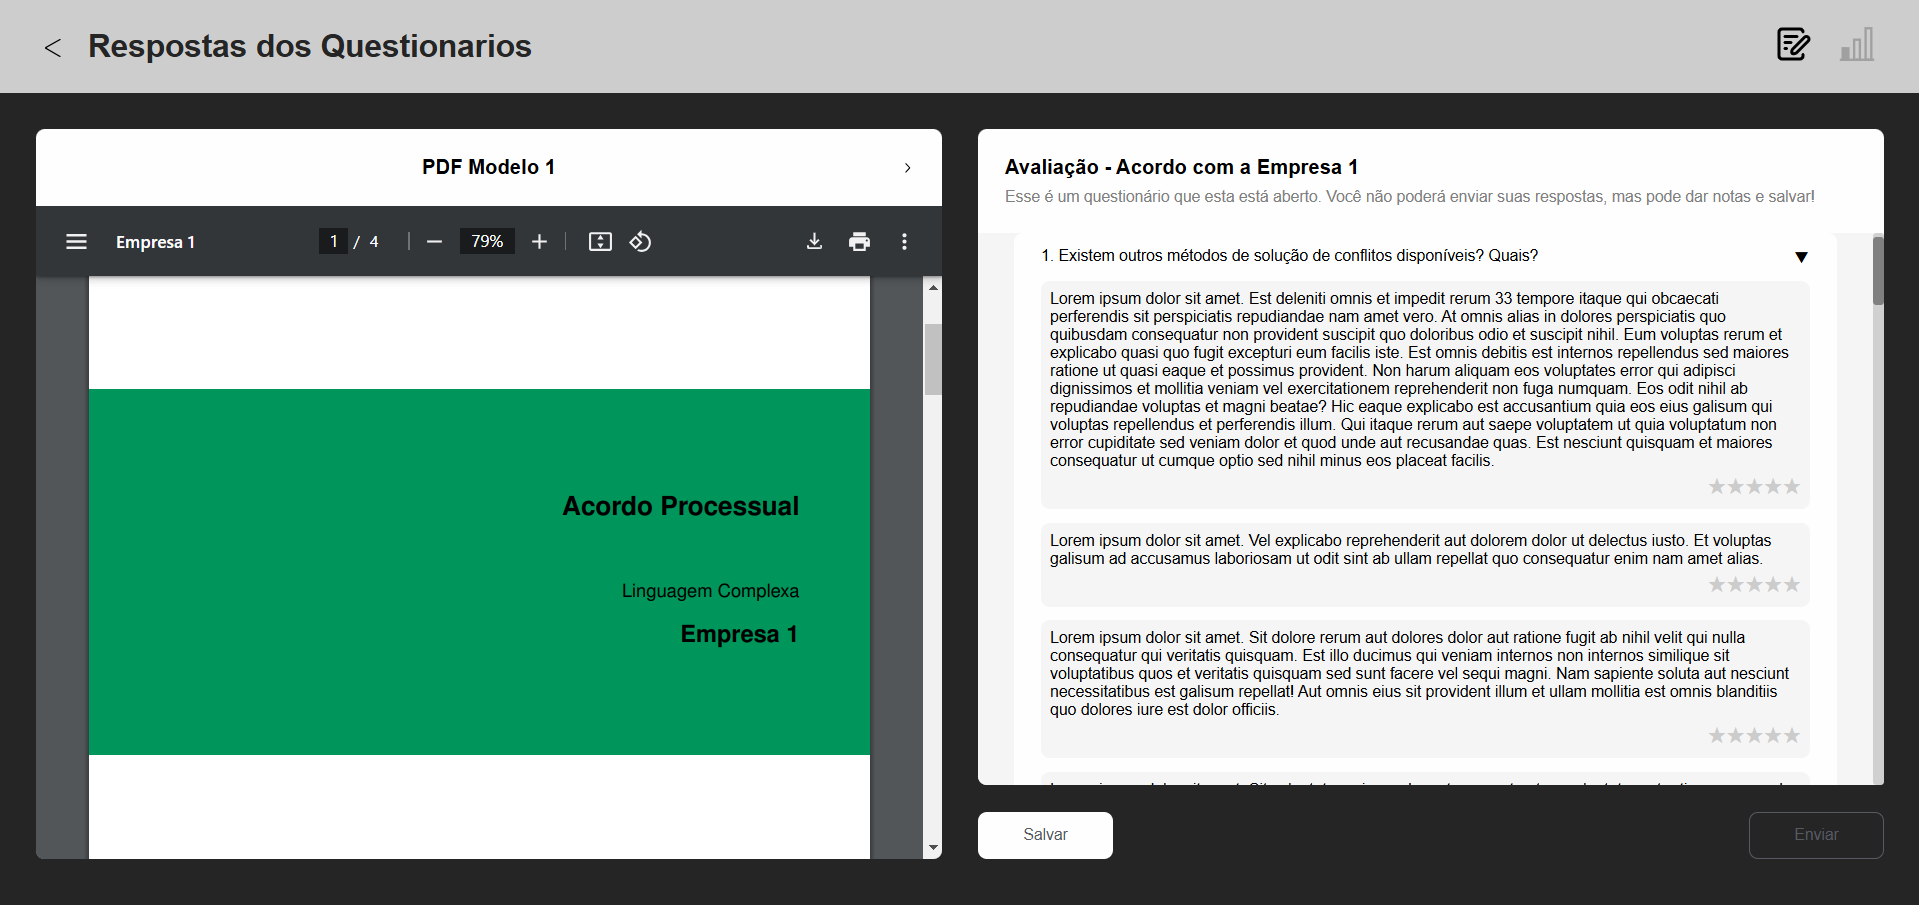 Respostas dos Questionarios
PDF Modelo 1
Empresa 1
1 / 4
79%
Acordo Processual
Linguagem Complexa
Empresa 1
Avaliação - Acordo com a Empresa 1
Esse é um questionário que esta está aberto. Você não poderá enviar suas respostas, mas pode dar notas e salvar!
1. Existem outros métodos de solução de conflitos disponíveis? Quais?
Lorem ipsum dolor sit amet. Est deleniti omnis et impedit rerum 33 tempore itaque qui obcaecati
perferendis sit perspiciatis repudiandae nam amet vero. At omnis alias in dolores perspiciatis quo
quibusdam consequatur non provident suscipit quo doloribus odio et suscipit nihil. Eum voluptas rerum et
explicabo quasi quo fugit excepturi eum facilis iste. Est omnis debitis est internos repellendus sed maiores
ratione ut quasi eaque et possimus provident. Non harum aliquam eos voluptates error qui adipisci
dignissimos et mollitia veniam vel exercitationem reprehenderit non fuga numquam. Eos odit nihil ab
repudiandae voluptas et magni beatae? Hic eaque explicabo est accusantium quia eos eius galisum qui
voluptas repellendus et perferendis illum. Qui itaque rerum aut saepe voluptatem ut quia voluptatum non
error cupiditate sed veniam dolor et quod unde aut recusandae quas. Est nesciunt quisquam et maiores
consequatur ut cumque optio sed nihil minus eos placeat facilis.
Lorem ipsum dolor sit amet. Vel explicabo reprehenderit aut dolorem dolor ut delectus iusto. Et voluptas
galisum ad accusamus laboriosam ut odit sint ab ullam repellat quo consequatur enim nam amet alias.
Lorem ipsum dolor sit amet. Sit dolore rerum aut dolores dolor aut ratione fugit ab nihil velit qui nulla
consequatur qui veritatis quisquam. Est illo ducimus qui veniam internos non internos similique sit
voluptatibus quos et veritatis quisquam sed sunt facere vel sequi magni. Nam sapiente soluta aut nesciunt
necessitatibus est galisum repellat! Aut omnis eius sit provident illum et ullam mollitia est omnis blanditiis
quo dolores iure est dolor officiis.
Salvar
Enviar